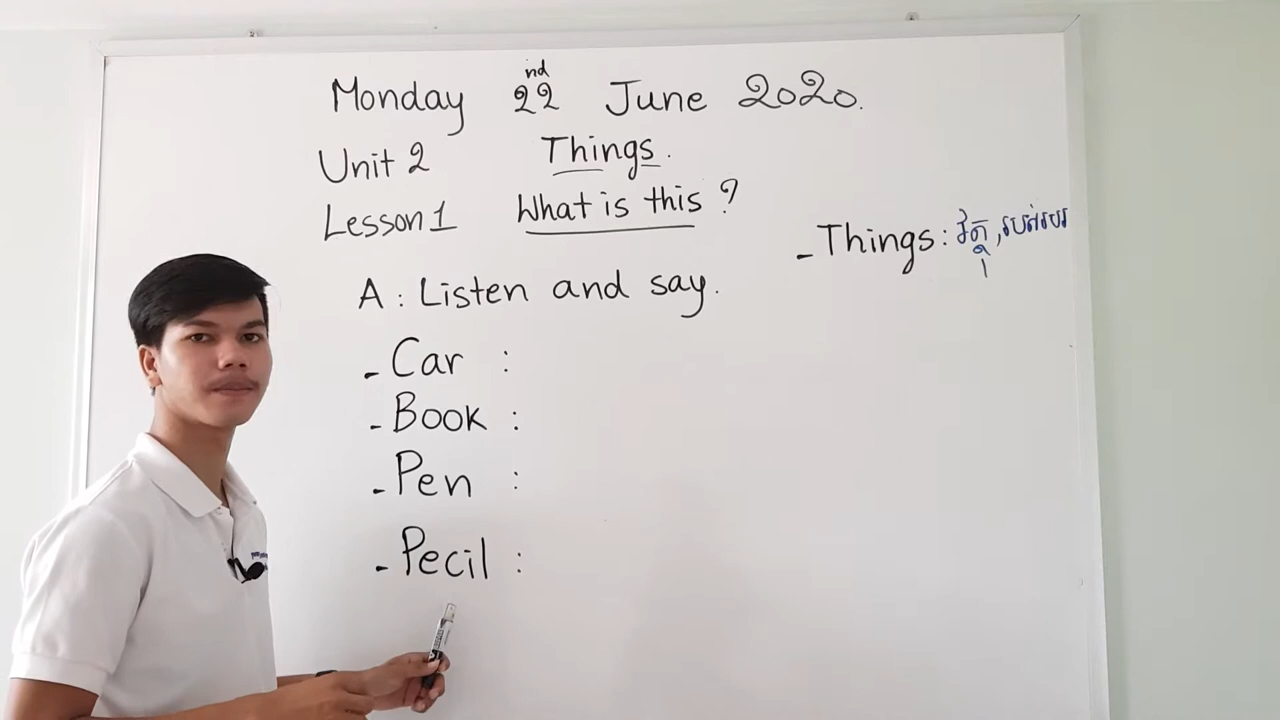 Monday 22nd June 2020.
Unit 2 Things.
Lesson 1 What is this ?
- Things : វត្ថុ, របស់របរ
A : Listen and say.
- Car :
- Book :
- Pen :
- Pecil :